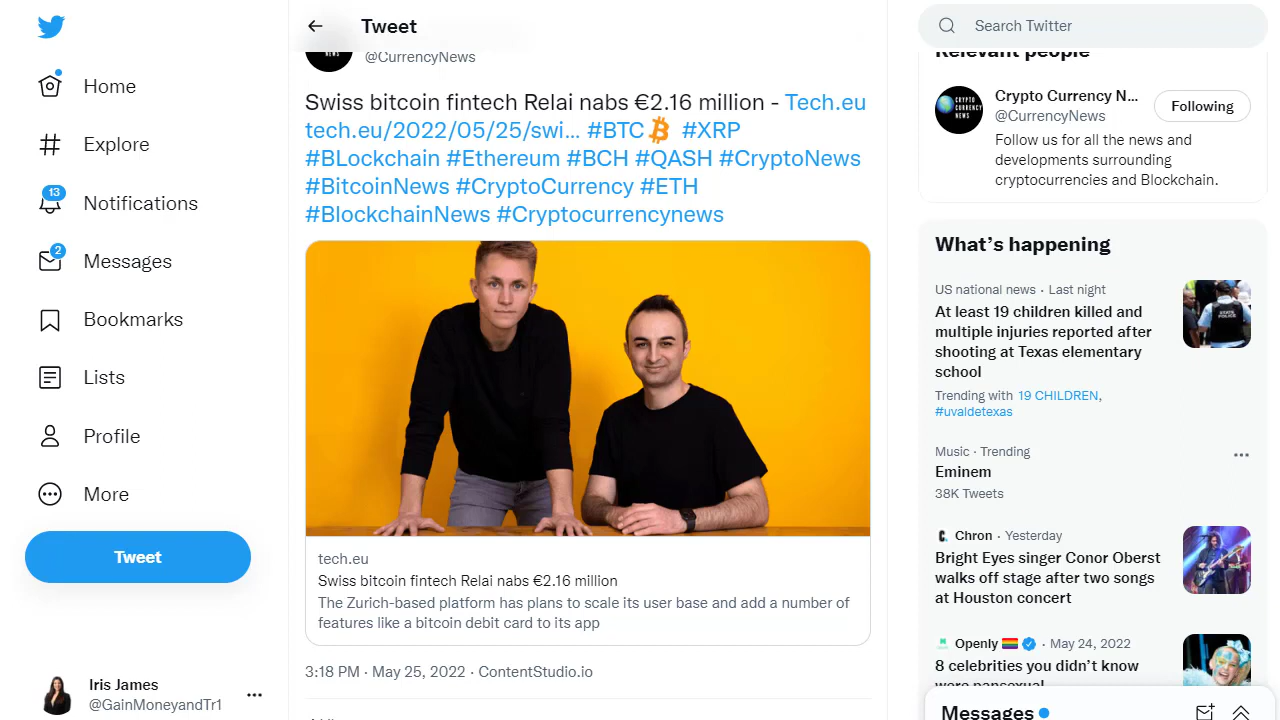 Home
Explore
13
Notifications
2
Messages
Bookmarks
Lists
Profile
More
Tweet
Iris James
@GainMoneyandTr1
Tweet
@CurrencyNews
Swiss bitcoin fintech Relai nabs €2.16 million - Tech.eu
tech.eu/2022/05/25/swi... #BTC #XRP
#BLockchain #Ethereum #BCH #QASH #CryptoNews
#BitcoinNews #CryptoCurrency #ETH
#BlockchainNews #Cryptocurrencynews
tech.eu
Swiss bitcoin fintech Relai nabs €2.16 million
The Zurich-based platform has plans to scale its user base and add a number of
features like a bitcoin debit card to its app
3:18 PM · May 25, 2022 · ContentStudio.io
Search Twitter
Relevant people
CRYPTO
CURRENCY
NEWS
Crypto Currency N...
@CurrencyNews
Following
Follow us for all the news and
developments surrounding
cryptocurrencies and Blockchain.
What's happening
US national news · Last night
At least 19 children killed and
multiple injuries reported after
shooting at Texas elementary
school
STATE
POLICE
Trending with 19 CHILDREN,
#uvaldetexas
Music · Trending
Eminem
38K Tweets
Chron · Yesterday
Bright Eyes singer Conor Oberst
walks off stage after two songs
at Houston concert
Openly · May 24, 2022
8 celebrities you didn't know
were pansexual
Messages